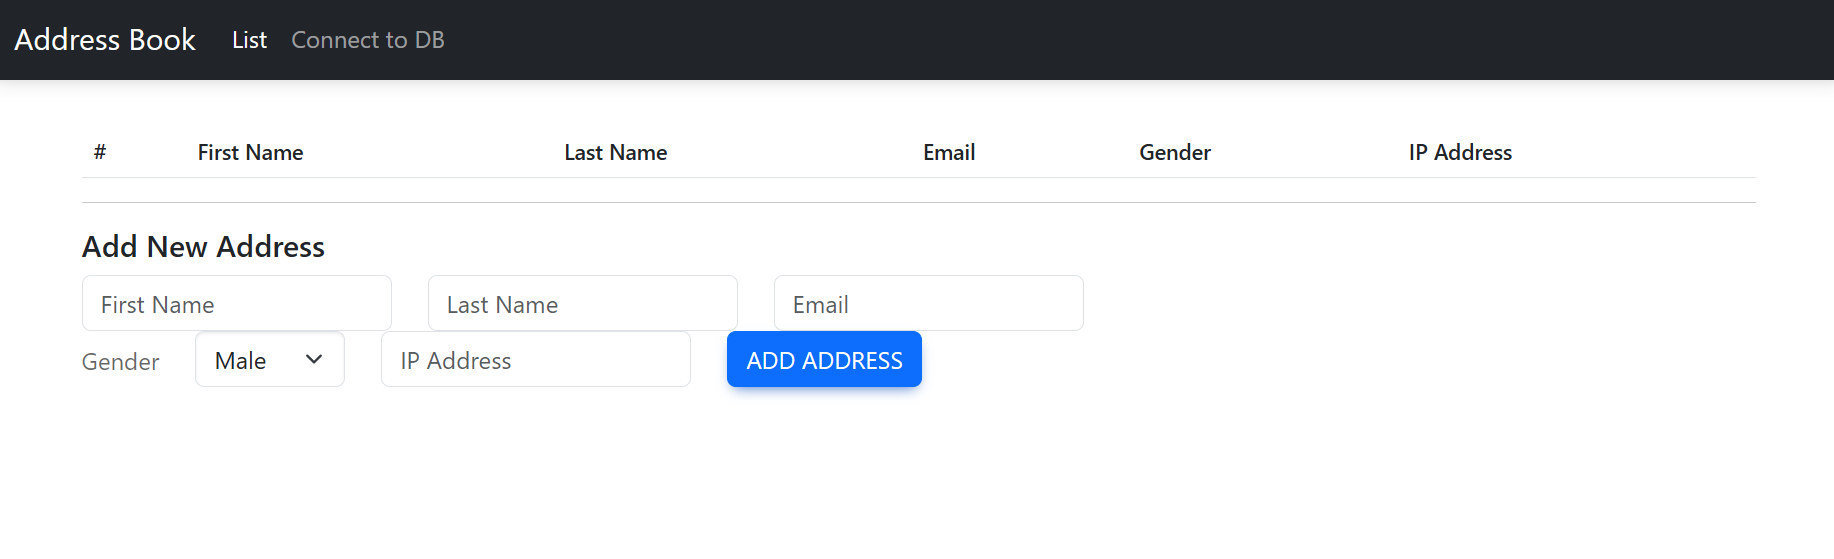 Address Book List Connect to DB
# First Name Last Name Email Gender IP Address
Add New Address
First Name Last Name Email
Gender Male IP Address ADD ADDRESS